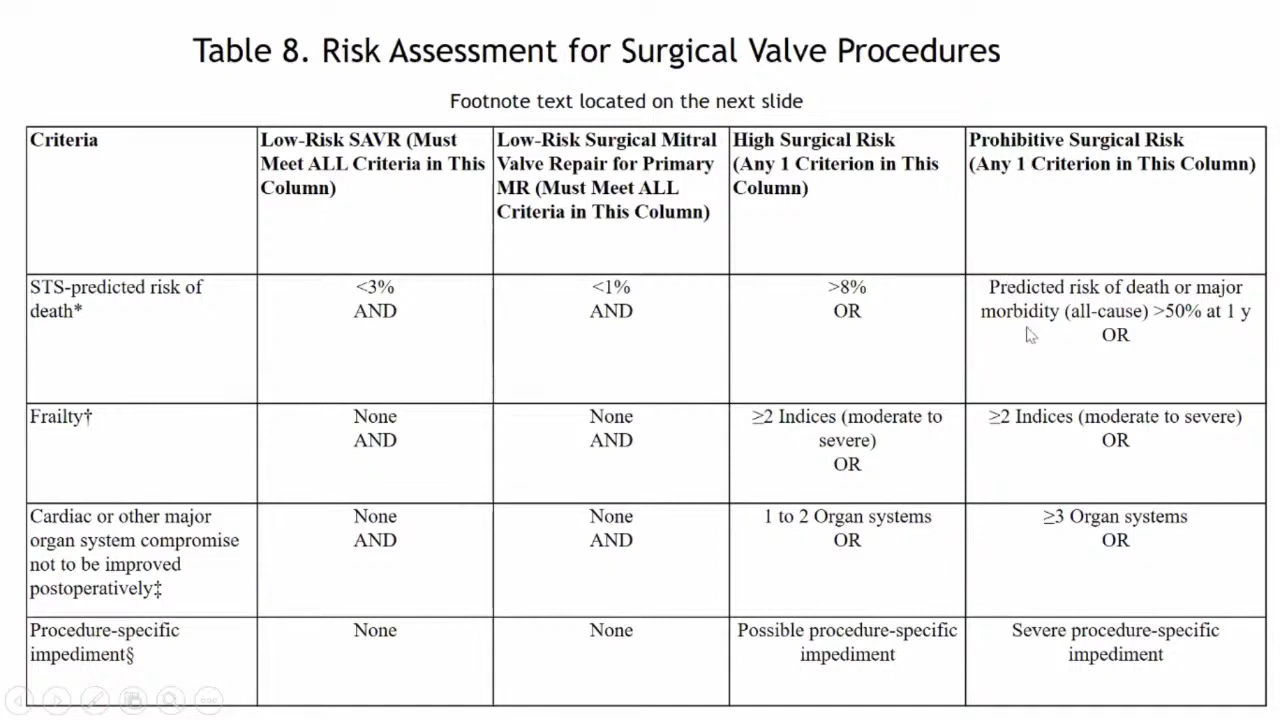 Table 8. Risk Assessment for Surgical Valve Procedures
Footnote text located on the next slide
Criteria
Low-Risk SAVR (Must
Meet ALL Criteria in This
Column)
Low-Risk Surgical Mitral
Valve Repair for Primary
MR (Must Meet ALL
Criteria in This Column)
High Surgical Risk
(Any 1 Criterion in This
Column)
Prohibitive Surgical Risk
(Any 1 Criterion in This Column)
STS-predicted risk of
death*
<3%
AND
<1%
AND
>8%
OR
Predicted risk of death or major
morbidity (all-cause) >50% at 1 y
OR
Frailty†
None
AND
None
AND
≥2 Indices (moderate to
severe)
OR
≥2 Indices (moderate to severe)
OR
Cardiac or other major
organ system compromise
not to be improved
postoperatively‡
None
AND
None
AND
1 to 2 Organ systems
OR
≥3 Organ systems
OR
Procedure-specific
impediment§
None
None
Possible procedure-specific
impediment
Severe procedure-specific
impediment